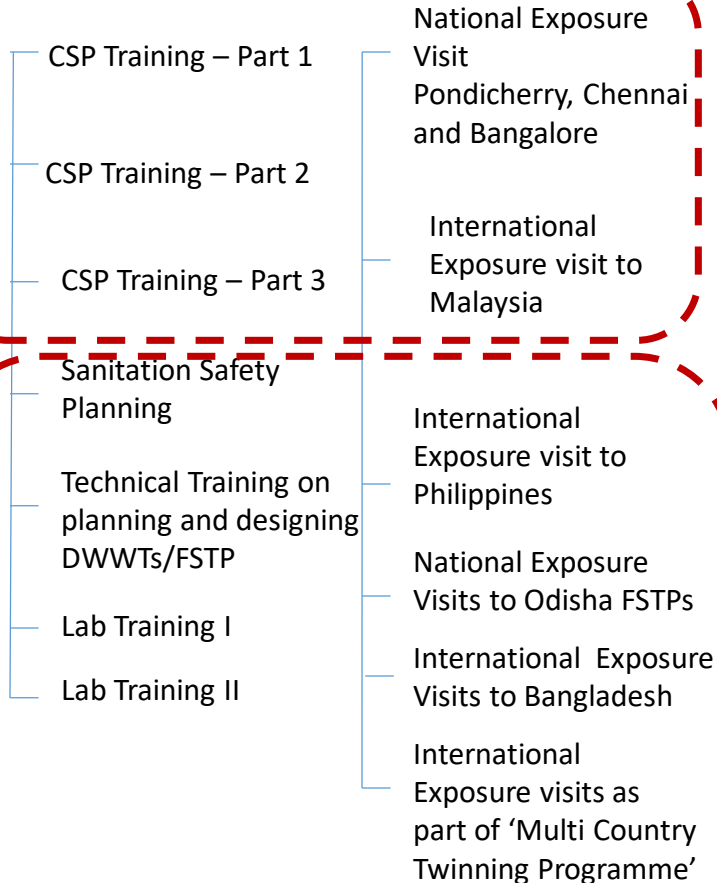 CSP Training – Part 1
CSP Training – Part 2
CSP Training – Part 3
Sanitation Safety
Planning
Technical Training on
planning and designing
DWWTs/FSTP
Lab Training I
Lab Training II
National Exposure
Visit
Pondicherry, Chennai
and Bangalore
International
Exposure visit to
Malaysia
International
Exposure visit to
Philippines
National Exposure
Visits to Odisha FSTPs
International Exposure
Visits to Bangladesh
International
Exposure visits as
part of ‘Multi Country
Twinning Programme’